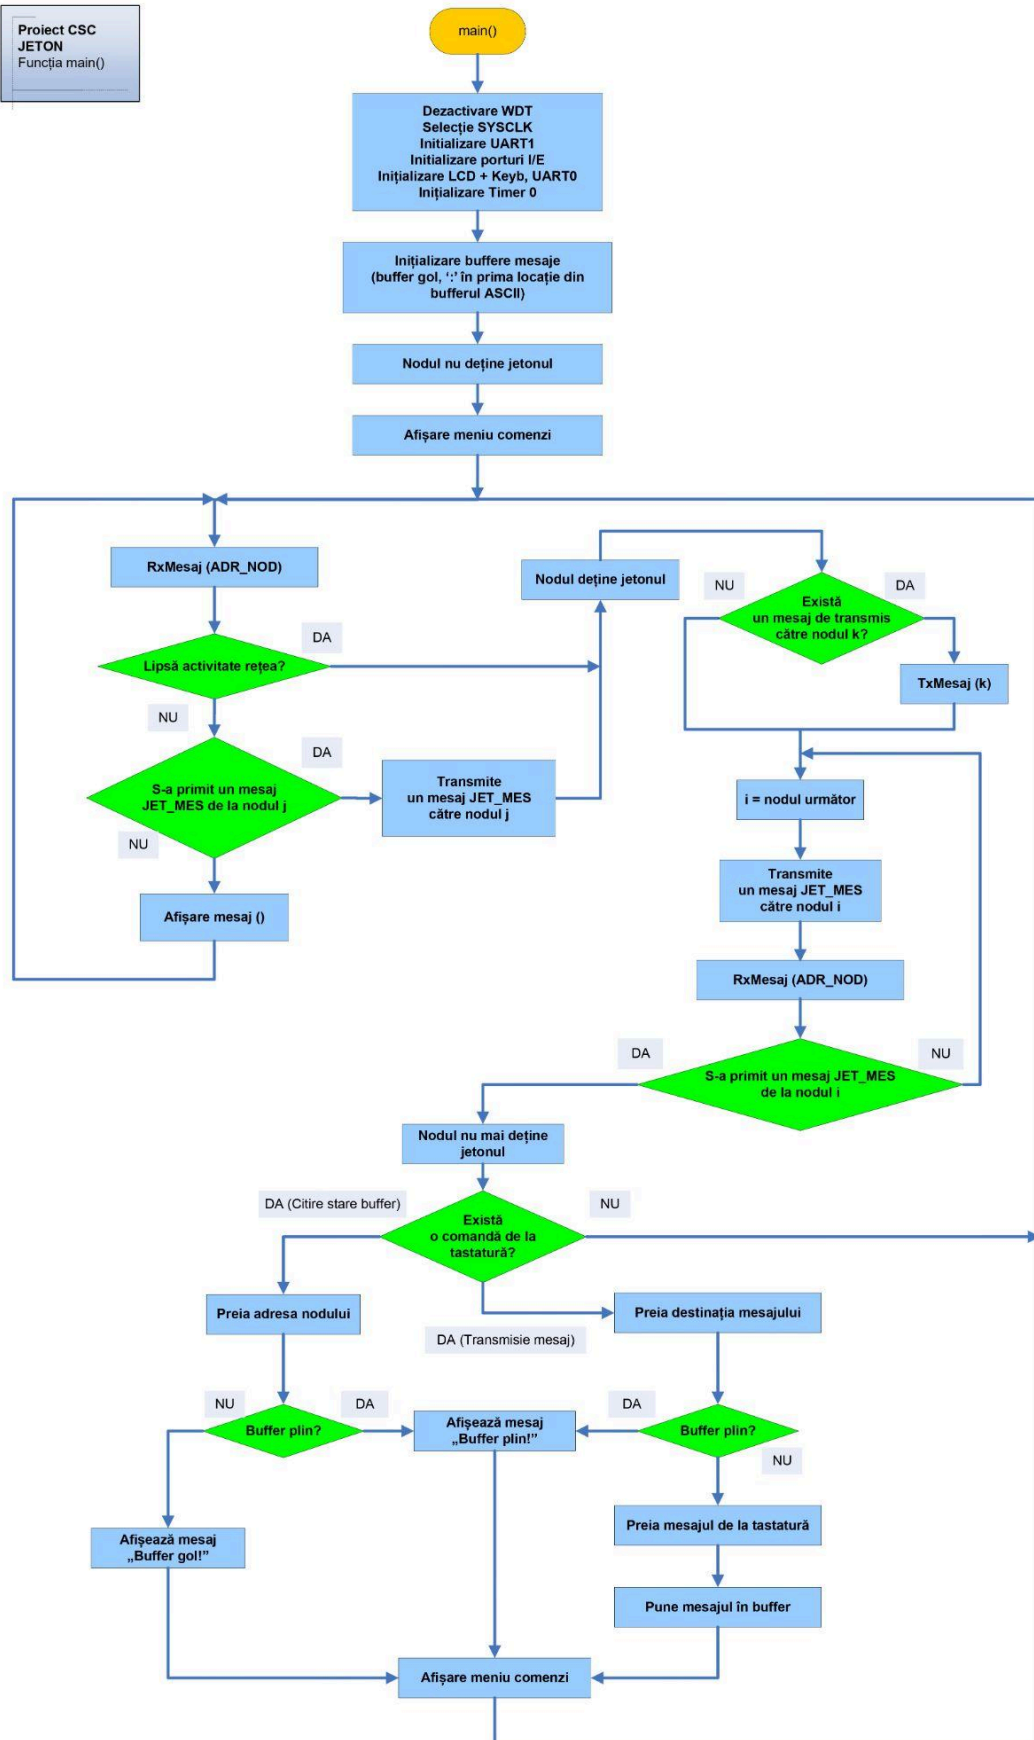 Proiect CSC
JETON
Funcția main()
main()
Dezactivare WDT
Selecție SYSCLK
Initializare UART1
Initializare porturi I/E
Inițializare LCD + Keyb, UART0
Inițializare Timer 0
Inițializare buffere mesaje
(buffer gol, ‘:’ în prima locație din
bufferul ASCII)
Nodul nu deține jetonul
Afișare meniu comenzi
RxMesaj (ADR_NOD)
Lipsă activitate rețea?
DA
NU
S-a primit un mesaj
JET_MES de la nodul j
DA
NU
Transmite
un mesaj JET_MES
către nodul j
Afișare mesaj ()
Nodul deține jetonul
NU
DA
Există
un mesaj de transmis
către nodul k?
TxMesaj (k)
i = nodul următor
Transmite
un mesaj JET_MES
către nodul i
RxMesaj (ADR_NOD)
DA
NU
S-a primit un mesaj JET_MES
de la nodul i
Nodul nu mai deține
jetonul
DA (Citire stare buffer)
NU
Există
o comandă de la
tastatură?
Preia adresa nodului
DA (Transmisie mesaj)
Preia destinația mesajului
NU
DA
Buffer plin?
Afișează mesaj
„Buffer plin!”
DA
Buffer plin?
NU
Afișează mesaj
„Buffer gol!”
Preia mesajul de la tastatură
Pune mesajul în buffer
Afișare meniu comenzi